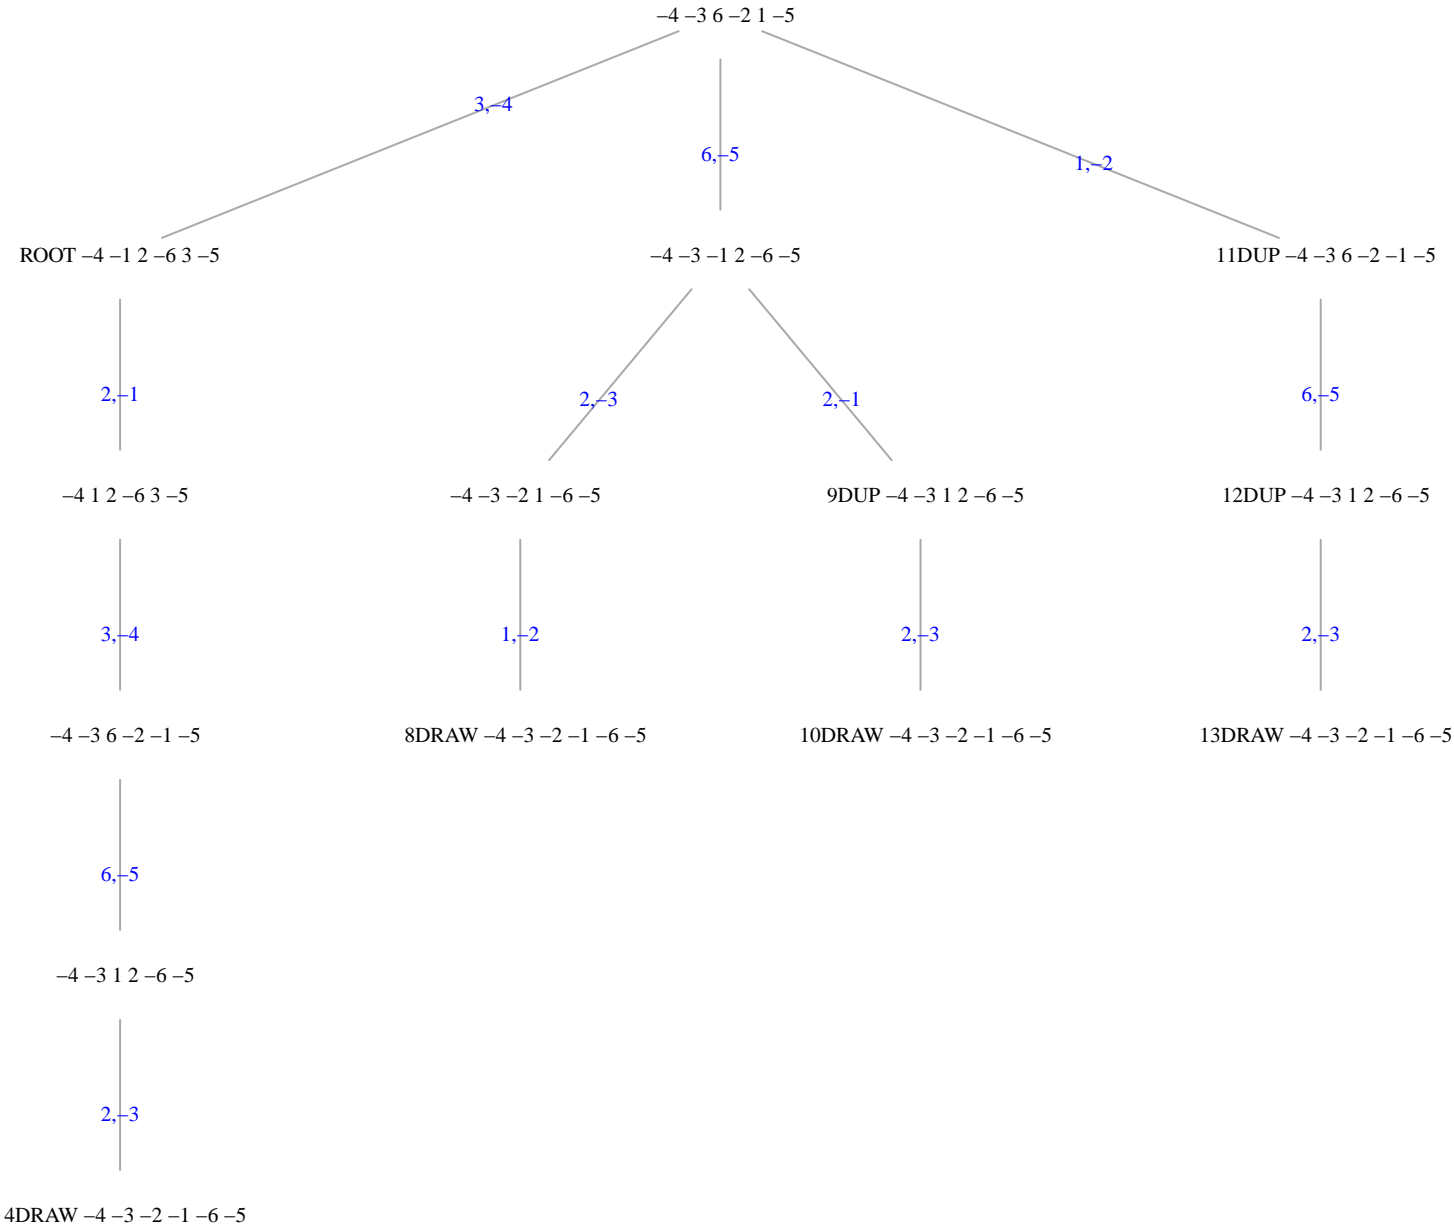 –4 –3 6 –2 1 –5
3,–4
6,–5
1,–2
ROOT –4 –1 2 –6 3 –5
–4 –3 –1 2 –6 –5
11DUP –4 –3 6 –2 –1 –5
2,–1
2,–3
2,–1
6,–5
–4 1 2 –6 3 –5
–4 –3 –2 1 –6 –5
9DUP –4 –3 1 2 –6 –5
12DUP –4 –3 1 2 –6 –5
3,–4
1,–2
2,–3
2,–3
–4 –3 6 –2 –1 –5
8DRAW –4 –3 –2 –1 –6 –5
10DRAW –4 –3 –2 –1 –6 –5
13DRAW –4 –3 –2 –1 –6 –5
6,–5
–4 –3 1 2 –6 –5
2,–3
4DRAW –4 –3 –2 –1 –6 –5